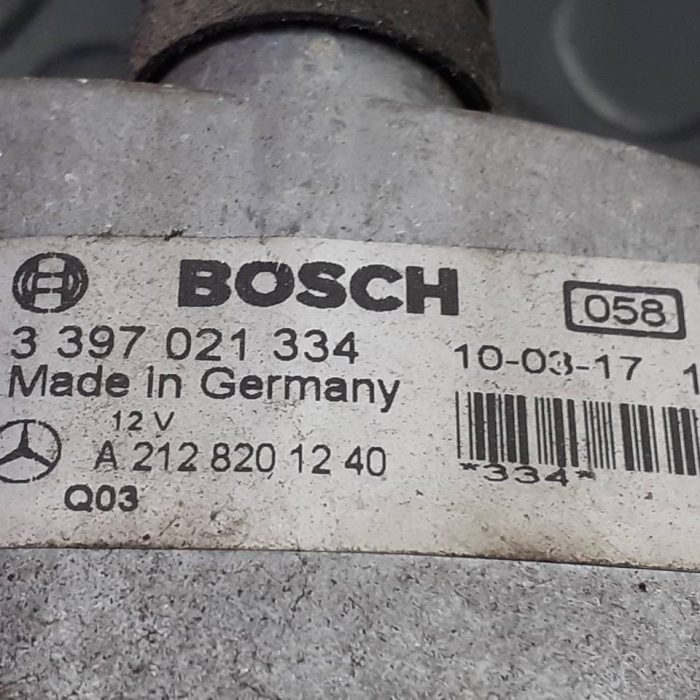 BOSCH
058
3 397 021 334
10-03-17 1
Made in Germany
12 V
A 212 820 12 40
*334*
Q03